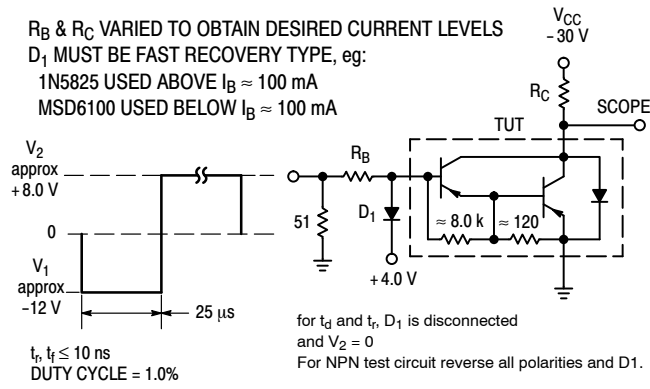 R_B & R_C VARIED TO OBTAIN DESIRED CURRENT LEVELS
D_1 MUST BE FAST RECOVERY TYPE, eg:
1N5825 USED ABOVE I_B ≈ 100 mA
MSD6100 USED BELOW I_B ≈ 100 mA
V_CC
- 30 V
R_C
SCOPE
TUT
V_2
approx
+8.0 V
0
V_1
approx
-12 V
25 µs
t_r, t_f ≤ 10 ns
DUTY CYCLE = 1.0%
R_B
51
D_1
+4.0 V
≈ 8.0 k
≈ 120
for t_d and t_r, D_1 is disconnected
and V_2 = 0
For NPN test circuit reverse all polarities and D1.